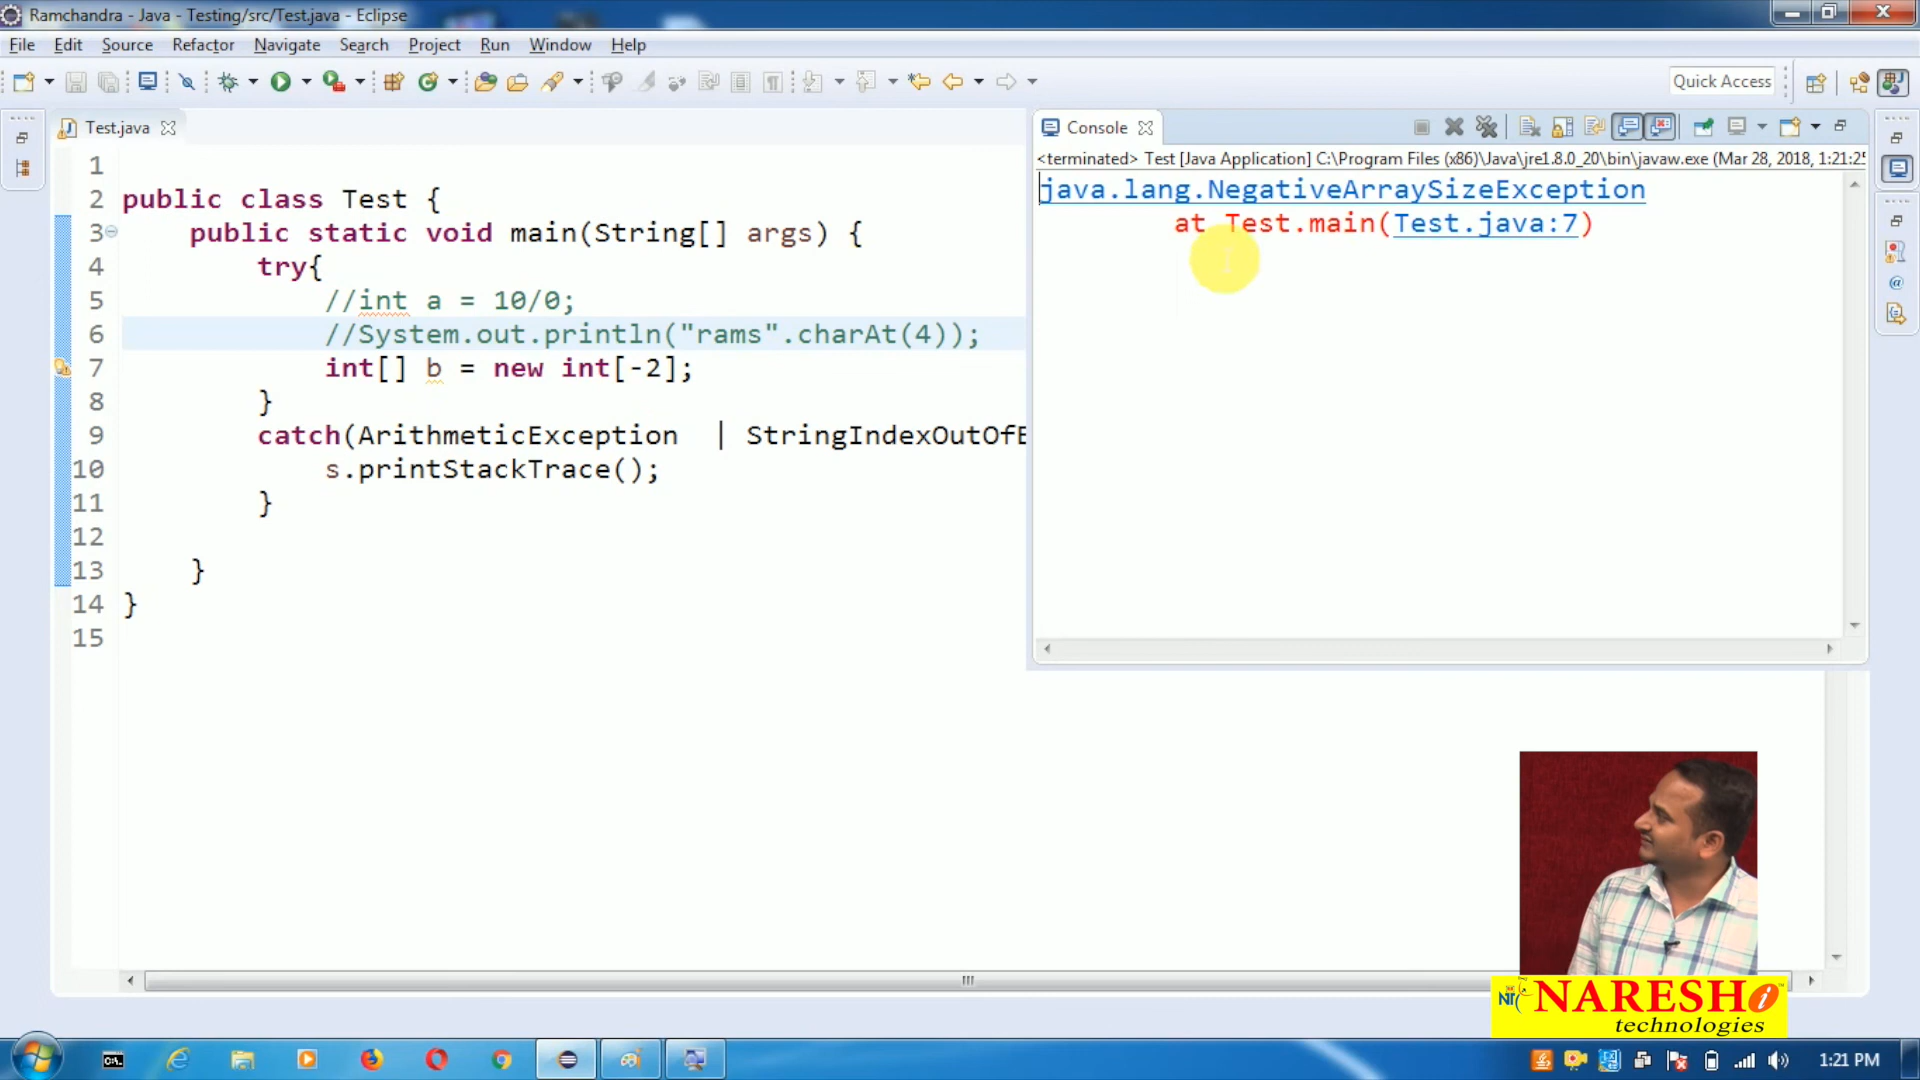 Ramchandra - Java - Testing/src/Test.java - Eclipse
File Edit Source Refactor Navigate Search Project Run Window Help
Quick Access
Test.java
1
2 public class Test {
3 public static void main(String[] args) {
4 try{
5 //int a = 10/0;
6 //System.out.println("rams".charAt(4));
7 int[] b = new int[-2];
8 }
9 catch(ArithmeticException | StringIndexOutOfE
10 s.printStackTrace();
11 }
12
13 }
14 }
15
Console
<terminated> Test [Java Application] C:\Program Files (x86)\Java\jre1.8.0_20\bin\javaw.exe (Mar 28, 2018, 1:21:25
java.lang.NegativeArraySizeException
at Test.main(Test.java:7)
NARESH i
technologies
1:21 PM